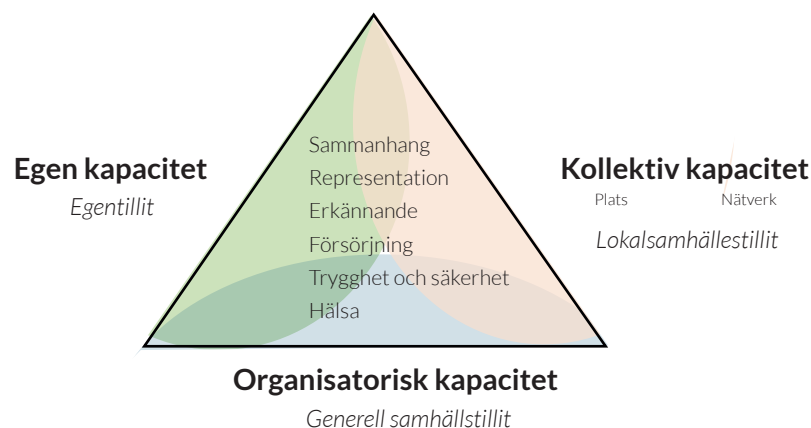 Sammanhang
Representation
Erkännande
Försörjning
Trygghet och säkerhet
Hälsa
Egen kapacitet
Egentillit
Kollektiv kapacitet
Plats Nätverk
Lokalsamhällestillit
Organisatorisk kapacitet
Generell samhällstillit